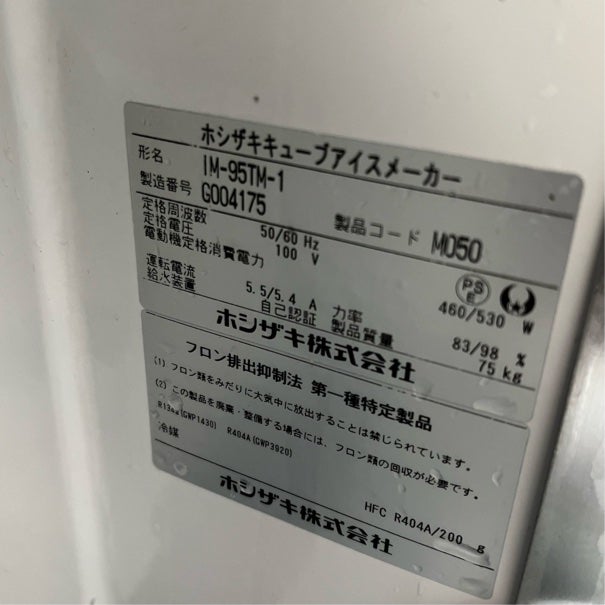 ホシザキキューブアイスメーカー
形名 IM-95TM-1
製造番号 G004175 製品コード M050
定格周波数 50/60 Hz
定格電圧 100 V
電動機定格消費電力 460/530 W
運転電流 5.5/5.4 A 力率 83/98 %
給水装置 自己認証 製品質量 75 kg
PS E
ホシザキ株式会社
フロン排出抑制法 第一種特定製品
(1) フロン類をみだりに大気中に放出することは禁じられています。
(2) この製品を廃棄・整備する場合には、フロン類の回収が必要です。
R134a(GWP1430) R404A(GWP3920)
冷媒 HFC R404A/200 g
ホシザキ株式会社